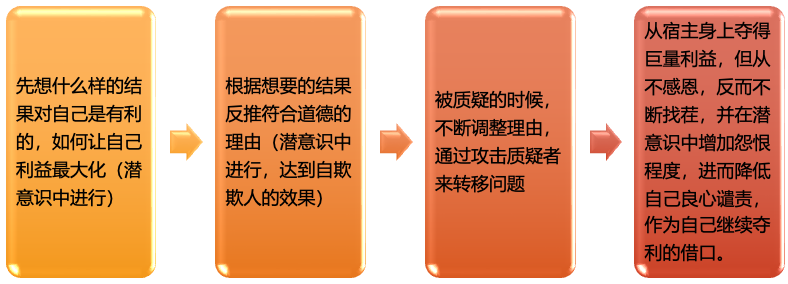 先想什么样的结
果对自己是有利
的，如何让自己
利益最大化（潜
意识中进行）
根据想要的结果
反推符合道德的
理由（潜意识中
进行，达到自欺
欺人的效果）
被质疑的时候，
不断调整理由，
通过攻击质疑者
来转移问题
从宿主身上夺得
巨量利益，但从
不感恩，反而不
断找茬，并在潜
意识中增加怨恨
程度，进而降低
自己良心谴责，
作为自己继续夺
利的借口。